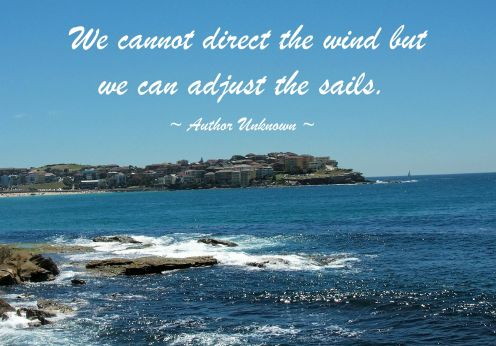 We cannot direct the wind but
we can adjust the sails.
~ Author Unknown ~